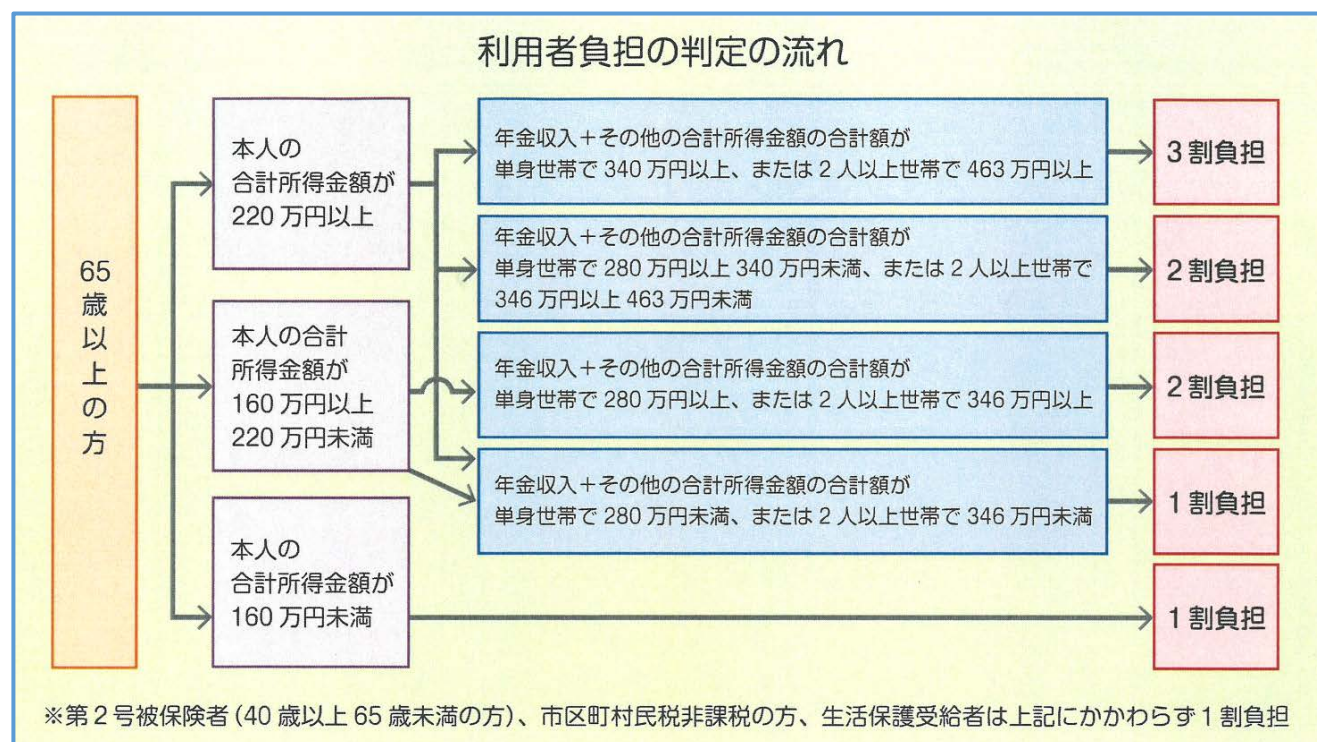 利用者負担の判定の流れ
65歳以上の方
本人の
合計所得金額が
220万円以上
年金収入＋その他の合計所得金額の合計額が
単身世帯で340万円以上、または2人以上世帯で463万円以上
3割負担
年金収入＋その他の合計所得金額の合計額が
単身世帯で280万円以上340万円未満、または2人以上世帯で
346万円以上463万円未満
2割負担
本人の合計
所得金額が
160万円以上
220万円未満
年金収入＋その他の合計所得金額の合計額が
単身世帯で280万円以上、または2人以上世帯で346万円以上
2割負担
年金収入＋その他の合計所得金額の合計額が
単身世帯で280万円未満、または2人以上世帯で346万円未満
1割負担
本人の
合計所得金額が
160万円未満
1割負担
※第2号被保険者(40歳以上65歳未満の方)、市区町村民税非課税の方、生活保護受給者は上記にかかわらず1割負担